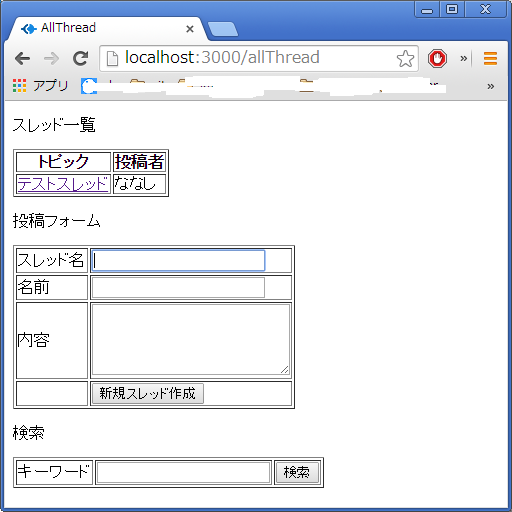 AllThread
localhost:3000/allThread
アプリ
»
スレッド一覧
トピック 投稿者
テストスレッド ななし
投稿フォーム
スレッド名
名前
内容
新規スレッド作成
検索
キーワード 検索